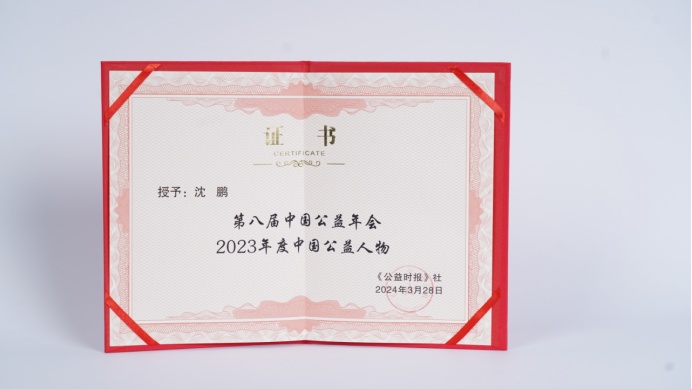 证 书
CERTIFICATE
授予：沈 鹏
第八届中国公益年会
2023年度中国公益人物
《公益时报》社
2024年3月28日